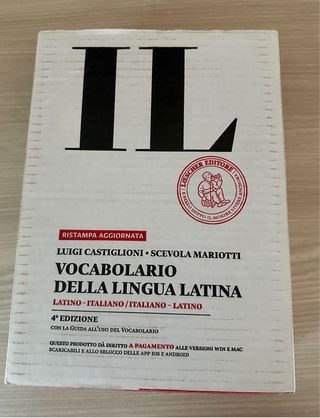 IL
LOESCHER EDITORE
RISTAMPA AGGIORNATA
LUIGI CASTIGLIONI • SCEVOLA MARIOTTI
VOCABOLARIO
DELLA LINGUA LATINA
LATINO - ITALIANO / ITALIANO - LATINO
4ª EDIZIONE
CON LA GUIDA ALL'USO DEL VOCABOLARIO
QUESTO PRODOTTO DÀ DIRITTO A PAGAMENTO ALLE VERSIONI WIN E MAC
SCARICABILI E ALLO SBLOCCO DELLE APP IOS E ANDROID